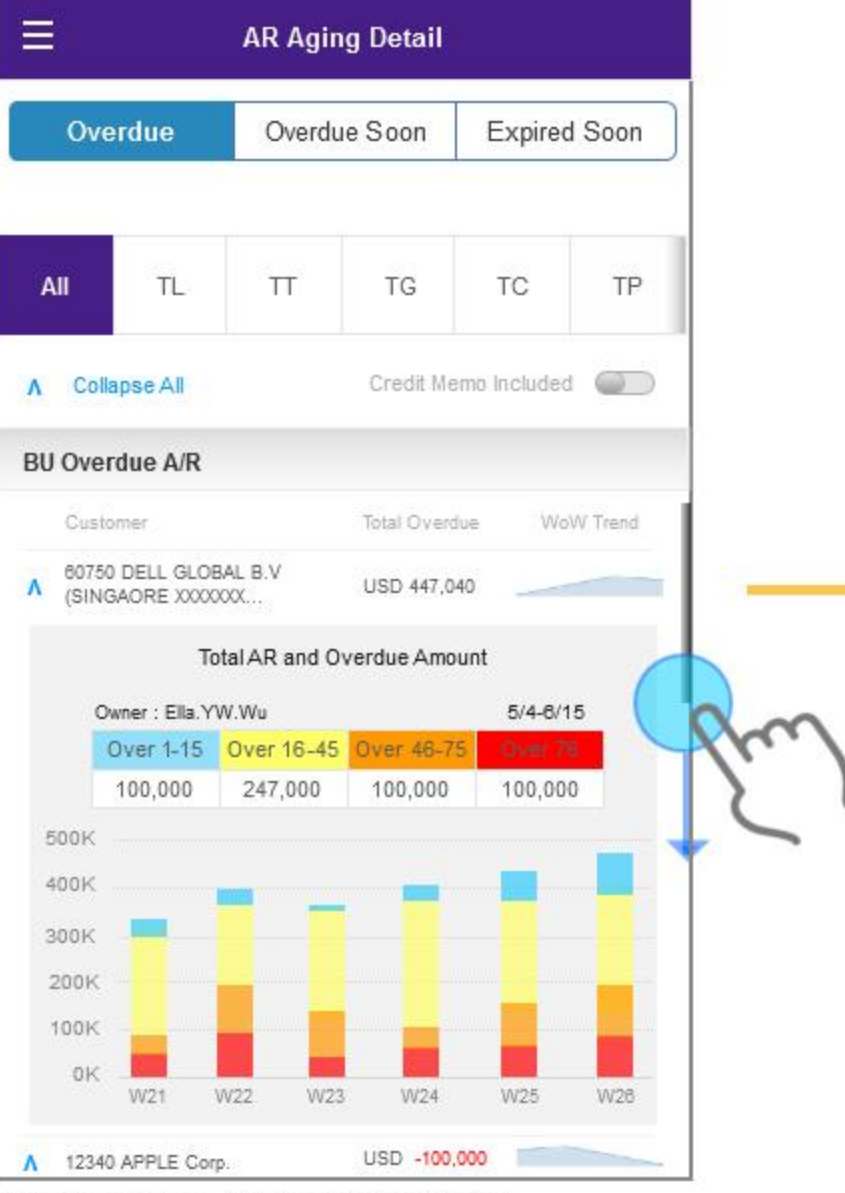 AR Aging Detail
Overdue Overdue Soon Expired Soon
All TL TT TG TC TP
Collapse All Credit Memo Included
BU Overdue A/R
Customer Total Overdue WoW Trend
60750 DELL GLOBAL B.V
(SINGAORE XXXXXXX... USD 447,040
Total AR and Overdue Amount
Owner : Ella.YW.Wu 5/4-6/15
Over 1-15 Over 16-45 Over 46-75 Over 76
100,000 247,000 100,000 100,000
500K
400K
300K
200K
100K
0K
W21 W22 W23 W24 W25 W26
12340 APPLE Corp. USD -100,000